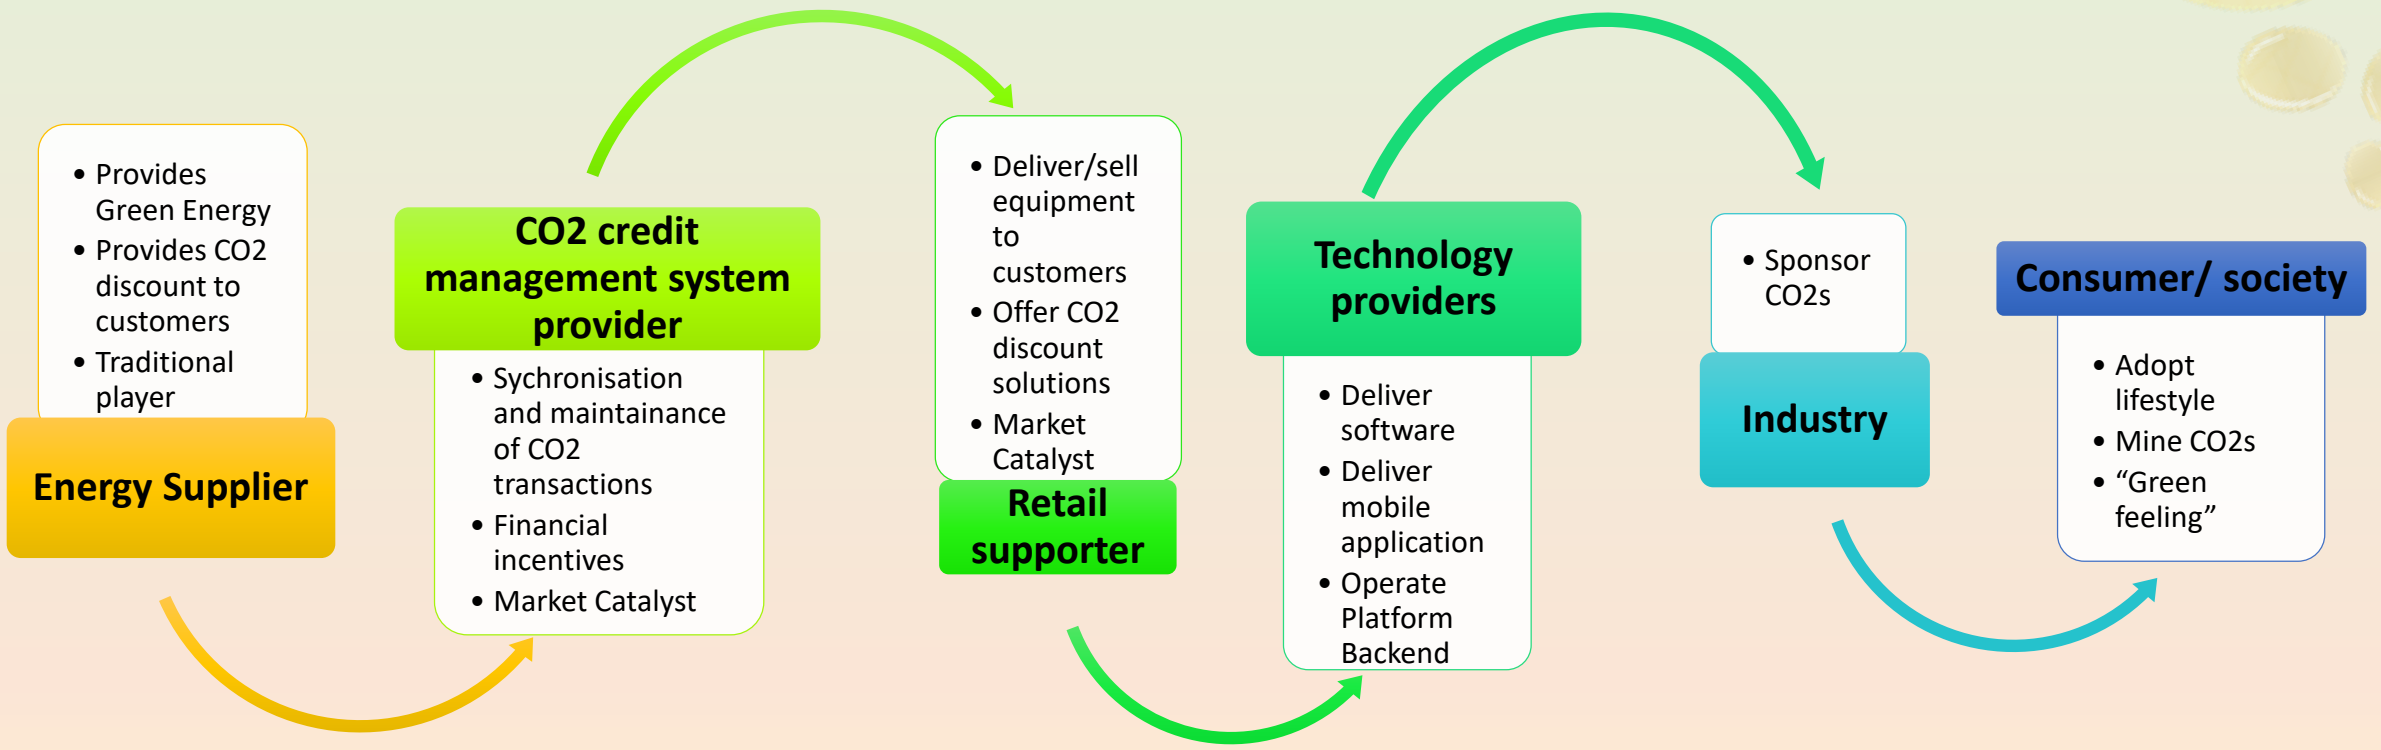 • Provides
Green Energy
• Provides CO2
discount to
customers
• Traditional
player
Energy Supplier
CO2 credit
management system
provider
• Sychronisation
and maintainance
of CO2
transactions
• Financial
incentives
• Market Catalyst
• Deliver/sell
equipment
to
customers
• Offer CO2
discount
solutions
• Market
Catalyst
Retail
supporter
Technology
providers
• Deliver
software
• Deliver
mobile
application
• Operate
Platform
Backend
• Sponsor
CO2s
Industry
Consumer/ society
• Adopt
lifestyle
• Mine CO2s
• “Green
feeling”